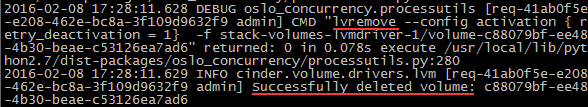 2016-02-08 17:28:11.628 DEBUG oslo_concurrency.processutils [req-41ab0f5e
-e208-462e-bc8a-3f109d9632f9 admin] CMD "lvremove --config activation { r
etry_deactivation = 1}  -f stack-volumes-lvmdriver-1/volume-c88079bf-ee48
-4b30-beae-c53126ea7ad6" returned: 0 in 0.078s execute /usr/local/lib/pyt
hon2.7/dist-packages/oslo_concurrency/processutils.py:280
2016-02-08 17:28:11.629 INFO cinder.volume.drivers.lvm [req-41ab0f5e-e208
-462e-bc8a-3f109d9632f9 admin] Successfully deleted volume: c88079bf-ee48
-4b30-beae-c53126ea7ad6